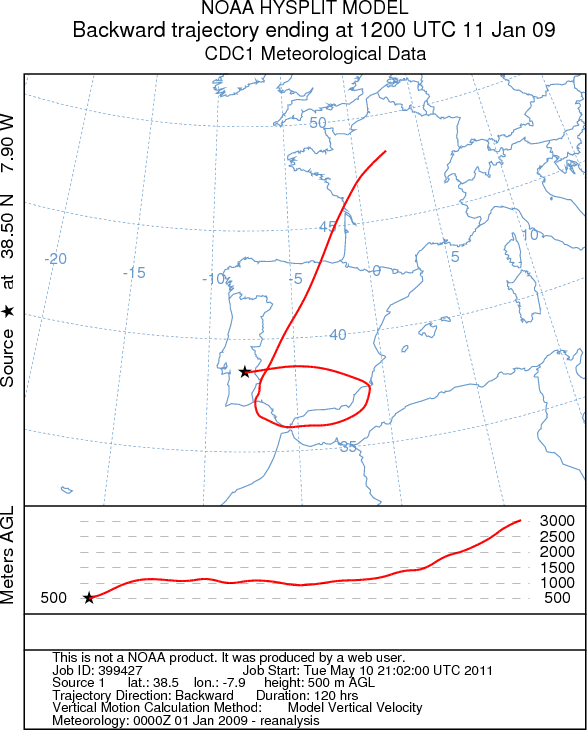 NOAA HYSPLIT MODEL
Backward trajectory ending at 1200 UTC 11 Jan 09
CDC1 Meteorological Data
Source ★ at 38.50 N 7.90 W
50
45
10
-20
-15
-10
-5
0
5
40
35
Meters AGL
3000
2500
2000
1500
1000
500
500
This is not a NOAA product. It was produced by a web user.
Job ID: 399427 Job Start: Tue May 10 21:02:00 UTC 2011
Source 1 lat.: 38.5 lon.: -7.9 height: 500 m AGL
Trajectory Direction: Backward Duration: 120 hrs
Vertical Motion Calculation Method: Model Vertical Velocity
Meteorology: 0000Z 01 Jan 2009 - reanalysis